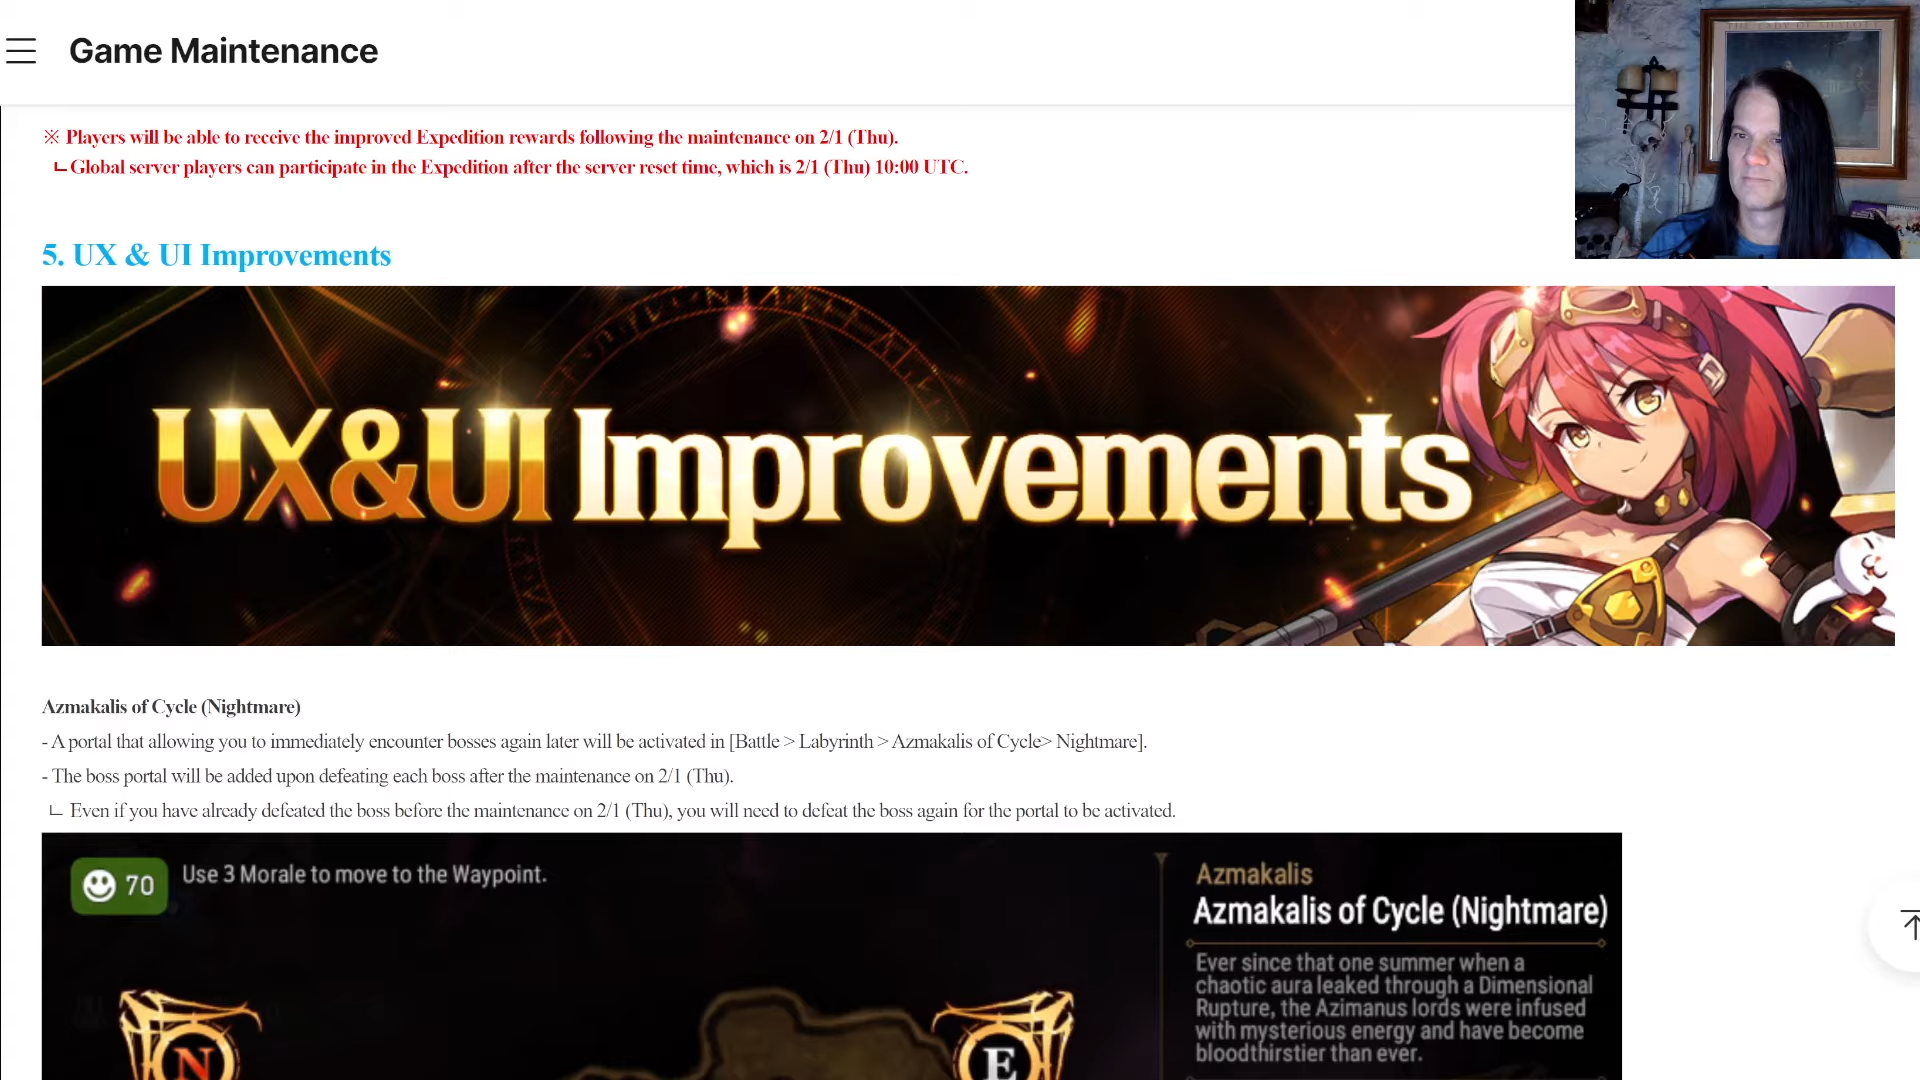 Game Maintenance
※ Players will be able to receive the improved Expedition rewards following the maintenance on 2/1 (Thu).
ㄴGlobal server players can participate in the Expedition after the server reset time, which is 2/1 (Thu) 10:00 UTC.
5. UX & UI Improvements
UX&UI Improvements
Azmakalis of Cycle (Nightmare)
- A portal that allowing you to immediately encounter bosses again later will be activated in [Battle > Labyrinth > Azmakalis of Cycle> Nightmare].
- The boss portal will be added upon defeating each boss after the maintenance on 2/1 (Thu).
ㄴ Even if you have already defeated the boss before the maintenance on 2/1 (Thu), you will need to defeat the boss again for the portal to be activated.
70
Use 3 Morale to move to the Waypoint.
Azmakalis
Azmakalis of Cycle (Nightmare)
Ever since that one summer when a
chaotic aura leaked through a Dimensional
Rupture, the Azimanus lords were infused
with mysterious energy and have become
bloodthirstier than ever.
N
E